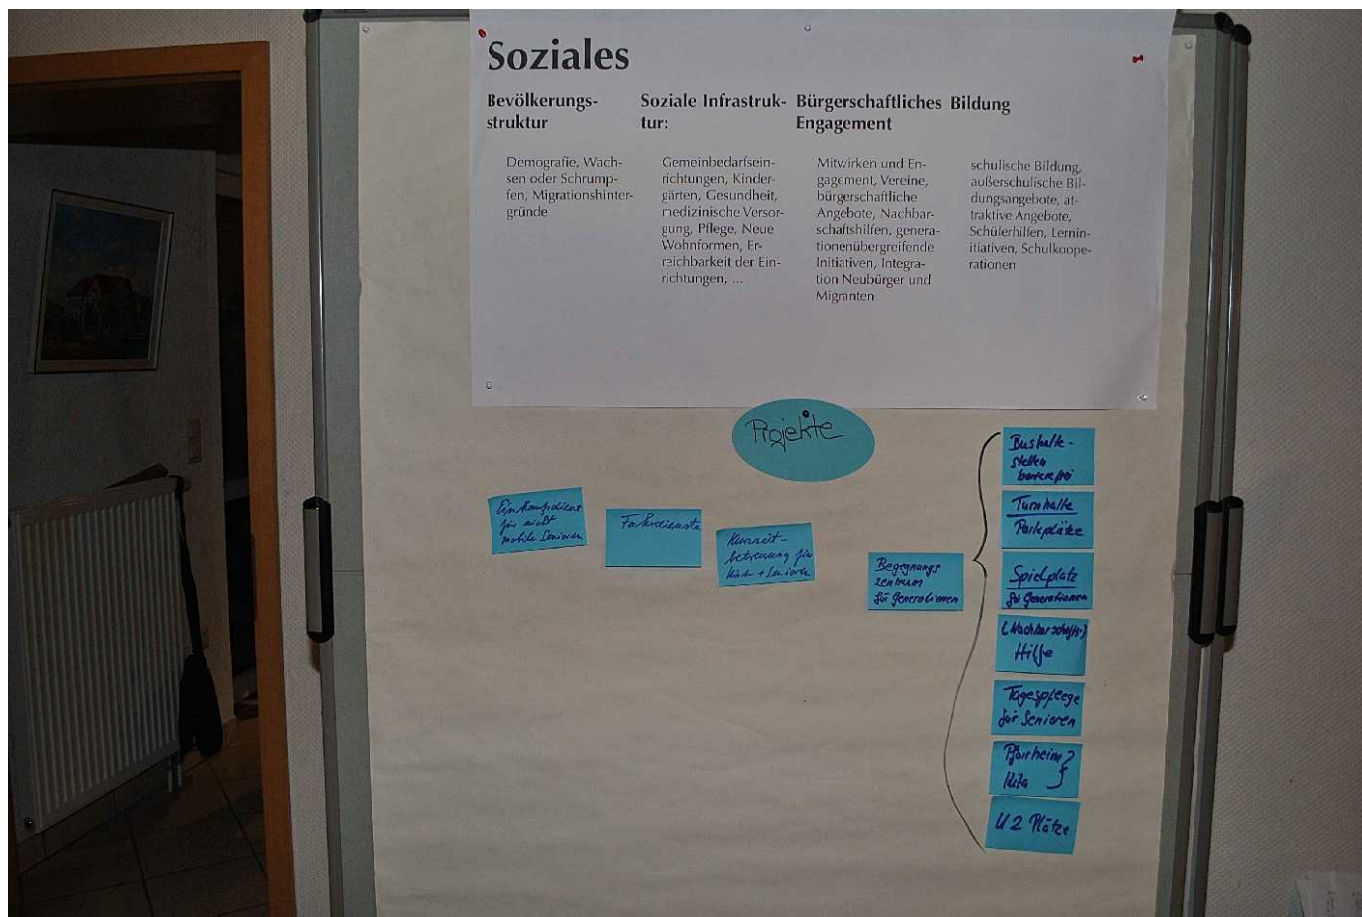 Soziales
Bevölkerungs-
struktur
Demografie, Wach-
sen oder Schrump-
fen, Migrationshinter-
gründe
Soziale Infrastruk-
tur:
Gemeinbedarfsein-
richtungen, Kinder-
gärten, Gesundheit,
medizinische Versor-
gung, Pflege, Neue
Wohnformen, Er-
reichbarkeit der Ein-
richtungen, ...
Bürgerschaftliches
Engagement
Mitwirken und En-
gagement, Vereine,
bürgerschaftliche
Angebote, Nachbar-
schaftshilfen, genera-
tionenübergreifende
Initiativen, Integra-
tion Neubürger und
Migranten
Bildung
schulische Bildung,
außerschulische Bil-
dungsangebote, at-
traktive Angebote,
Schülerhilfen, Lernin-
itiativen, Schulkoope-
rationen
Projekte
Einkaufsdienst
für nicht
mobile Senioren
Fahrdienste
Kurzzeit-
betreuung für
Kind + Senioren
Begegnungs
zentrum
für Generationen
Bushalte-
stellen
barrierefrei
Turnhalle
Parkplätze
Spielplatz
für Generationen
(Nachbarschafts-)
Hilfe
Tagespflege
für Senioren
Pfarrheim
Kita
U2 Plätze